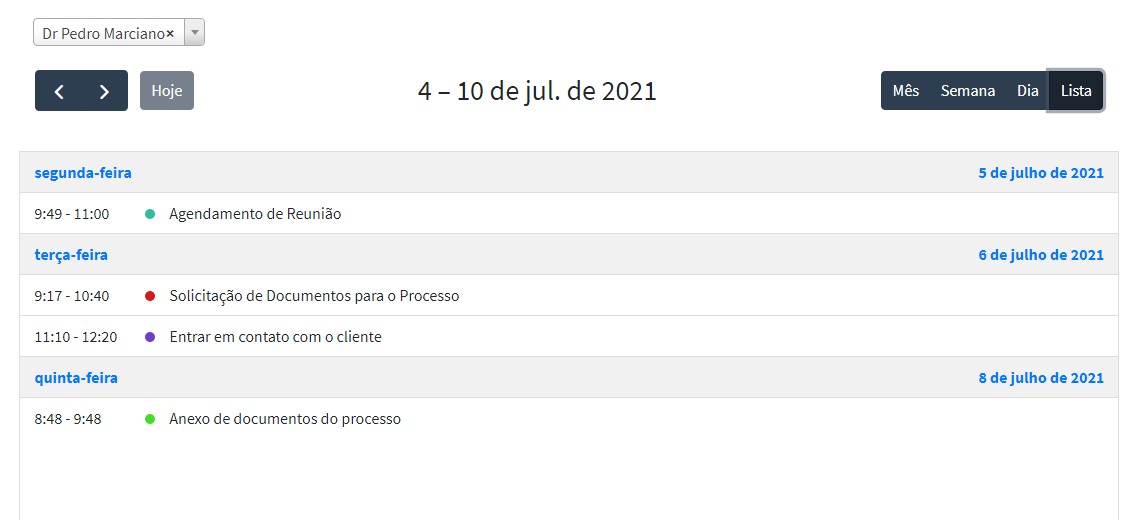 Dr Pedro Marciano×
Hoje
4 – 10 de jul. de 2021
Mês Semana Dia Lista
segunda-feira 5 de julho de 2021
9:49 - 11:00 Agendamento de Reunião
terça-feira 6 de julho de 2021
9:17 - 10:40 Solicitação de Documentos para o Processo
11:10 - 12:20 Entrar em contato com o cliente
quinta-feira 8 de julho de 2021
8:48 - 9:48 Anexo de documentos do processo